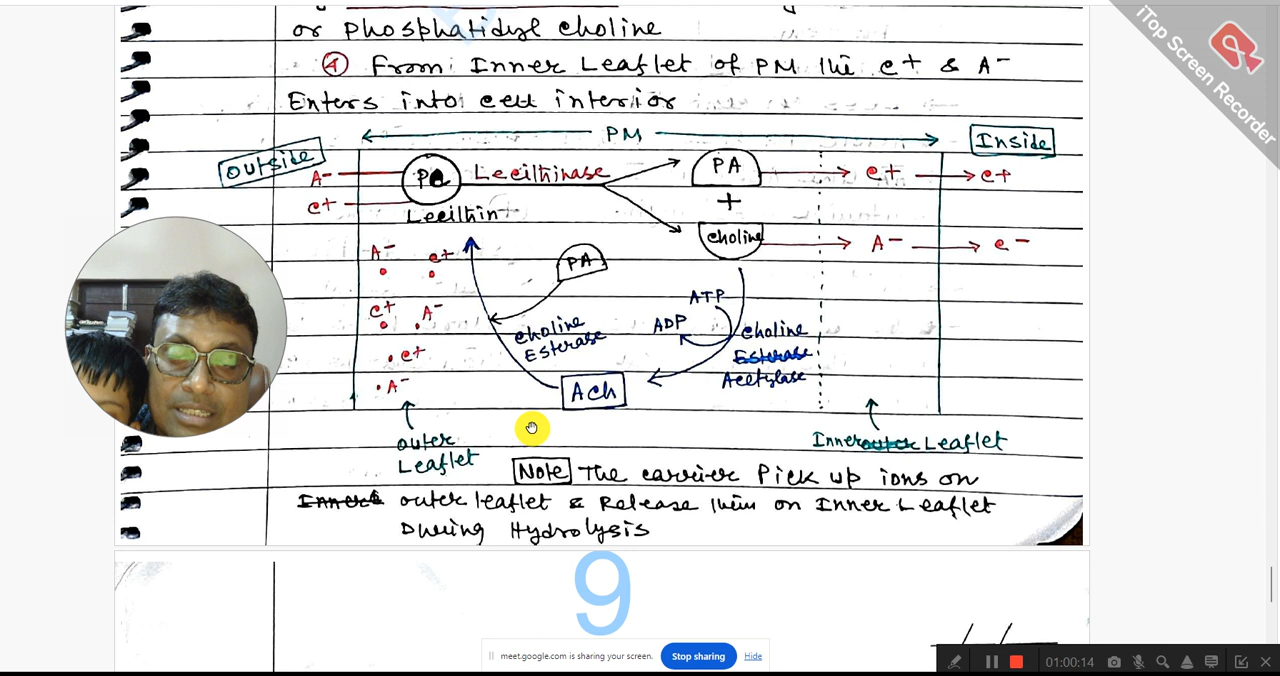 or phosphatidyl choline
④ From Inner Leaflet of PM the c+ & A-
Enters into cell interior
PM
Outside
Inside
A-
PC
Lecithinase
PA
c+
c+
c+
Lecithin
+
choline
A-
c-
A-
c+
PA
ATP
c+
A-
ADP
choline
Esterase
choline
Esterase
Acetylase
c+
A-
Ach
outer
Leaflet
Inner outer Leaflet
Note The carrier Pick up ions on
Inner outer leaflet & Release them on Inner Leaflet
During Hydrolysis
9
iTop Screen Recorder
meet.google.com is sharing your screen.
Stop sharing
Hide
01:00:14